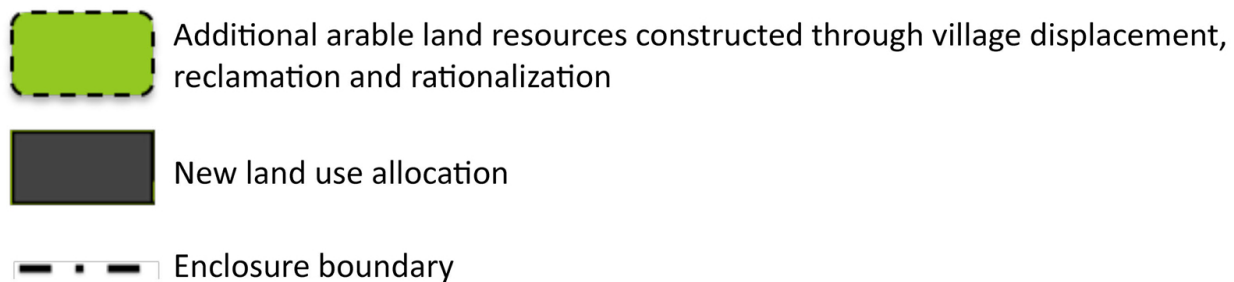 Additional arable land resources constructed through village displacement,
reclamation and rationalization
New land use allocation
Enclosure boundary